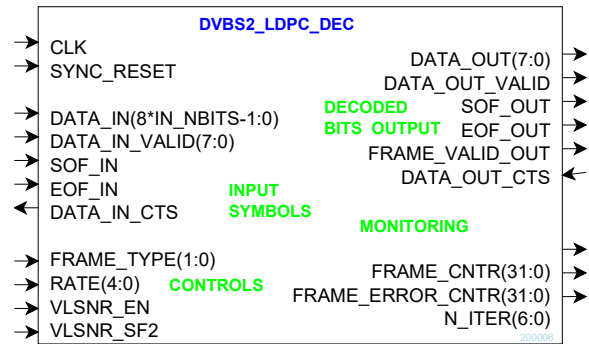 DVBS2_LDPC_DEC
CLK
SYNC_RESET
DATA_IN(8*IN_NBITS-1:0)
DATA_IN_VALID(7:0)
SOF_IN
EOF_IN
DATA_IN_CTS
INPUT
SYMBOLS
FRAME_TYPE(1:0)
RATE(4:0)
VLSNR_EN
VLSNR_SF2
CONTROLS
DATA_OUT(7:0)
DATA_OUT_VALID
SOF_OUT
EOF_OUT
FRAME_VALID_OUT
DATA_OUT_CTS
DECODED
BITS OUTPUT
MONITORING
FRAME_CNTR(31:0)
FRAME_ERROR_CNTR(31:0)
N_ITER(6:0)
200006